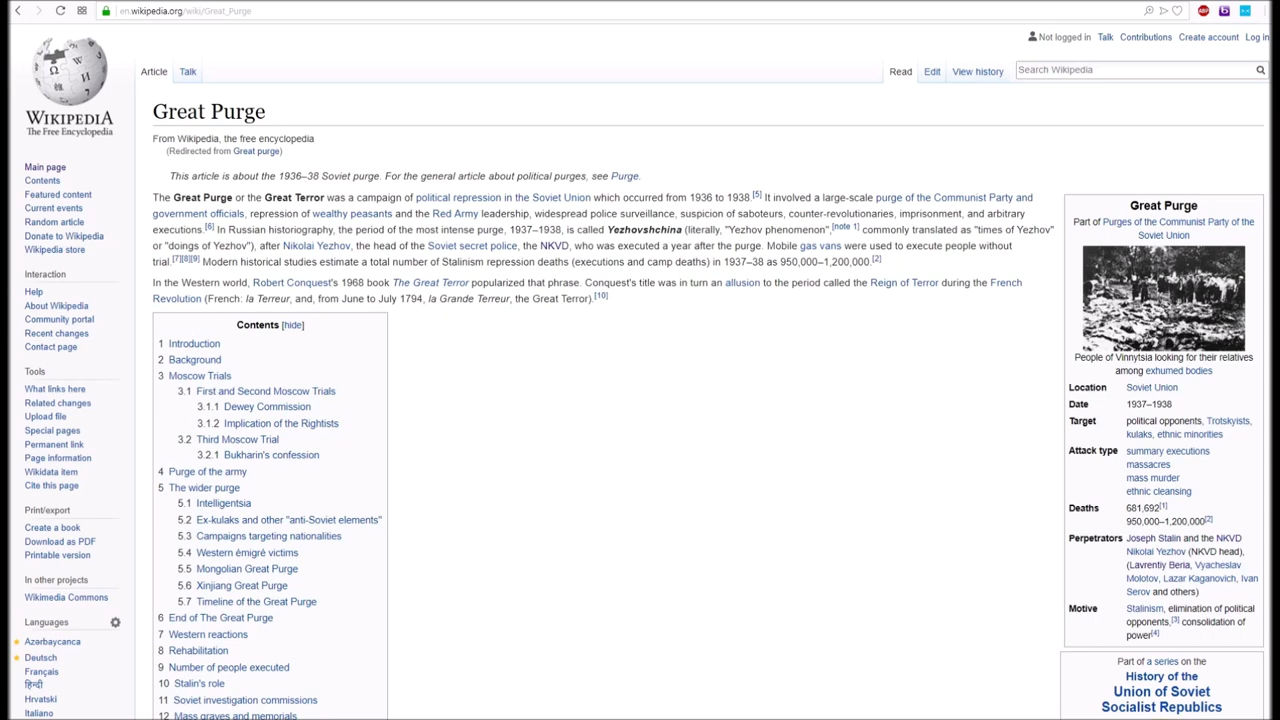 en.wikipedia.org/wiki/Great_Purge
ABP
b
Not logged in Talk Contributions Create account Log in
Article Talk
Read Edit View history
Search Wikipedia
WIKIPEDIA
The Free Encyclopedia
Main page
Contents
Featured content
Current events
Random article
Donate to Wikipedia
Wikipedia store
Interaction
Help
About Wikipedia
Community portal
Recent changes
Contact page
Tools
What links here
Related changes
Upload file
Special pages
Permanent link
Page information
Wikidata item
Cite this page
Print/export
Create a book
Download as PDF
Printable version
In other projects
Wikimedia Commons
Languages
Azərbaycanca
Deutsch
Français
हिन्दी
Hrvatski
Italiano
Great Purge
From Wikipedia, the free encyclopedia
(Redirected from Great purge)
This article is about the 1936–38 Soviet purge. For the general article about political purges, see Purge.
The Great Purge or the Great Terror was a campaign of political repression in the Soviet Union which occurred from 1936 to 1938.[5] It involved a large-scale purge of the Communist Party and
government officials, repression of wealthy peasants and the Red Army leadership, widespread police surveillance, suspicion of saboteurs, counter-revolutionaries, imprisonment, and arbitrary
executions.[6] In Russian historiography, the period of the most intense purge, 1937–1938, is called Yezhovshchina (literally, "Yezhov phenomenon",[note 1] commonly translated as "times of Yezhov"
or "doings of Yezhov"), after Nikolai Yezhov, the head of the Soviet secret police, the NKVD, who was executed a year after the purge. Mobile gas vans were used to execute people without
trial.[7][8][9] Modern historical studies estimate a total number of Stalinism repression deaths (executions and camp deaths) in 1937–38 as 950,000–1,200,000.[2]
In the Western world, Robert Conquest's 1968 book The Great Terror popularized that phrase. Conquest's title was in turn an allusion to the period called the Reign of Terror during the French
Revolution (French: la Terreur, and, from June to July 1794, la Grande Terreur, the Great Terror).[10]
Contents [hide]
1 Introduction
2 Background
3 Moscow Trials
3.1 First and Second Moscow Trials
3.1.1 Dewey Commission
3.1.2 Implication of the Rightists
3.2 Third Moscow Trial
3.2.1 Bukharin's confession
4 Purge of the army
5 The wider purge
5.1 Intelligentsia
5.2 Ex-kulaks and other "anti-Soviet elements"
5.3 Campaigns targeting nationalities
5.4 Western émigré victims
5.5 Mongolian Great Purge
5.6 Xinjiang Great Purge
5.7 Timeline of the Great Purge
6 End of The Great Purge
7 Western reactions
8 Rehabilitation
9 Number of people executed
10 Stalin's role
11 Soviet investigation commissions
12 Mass graves and memorials
Great Purge
Part of Purges of the Communist Party of the
Soviet Union
People of Vinnytsia looking for their relatives
among exhumed bodies
Location Soviet Union
Date 1937–1938
Target political opponents, Trotskyists,
kulaks, ethnic minorities
Attack type summary executions
massacres
mass murder
ethnic cleansing
Deaths 681,692[1]
950,000–1,200,000[2]
Perpetrators Joseph Stalin and the NKVD
Nikolai Yezhov (NKVD head),
(Lavrentiy Beria, Vyacheslav
Molotov, Lazar Kaganovich, Ivan
Serov and others)
Motive Stalinism, elimination of political
opponents,[3] consolidation of
power[4]
Part of a series on the
History of the
Union of Soviet
Socialist Republics